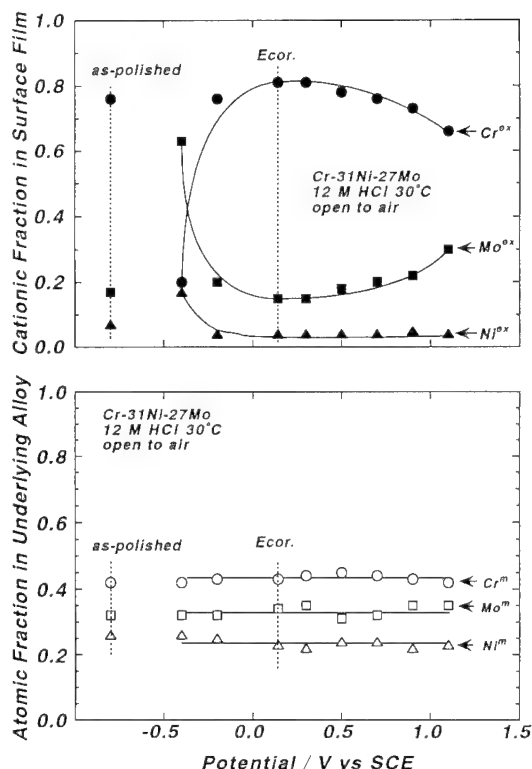 Cationic Fraction in Surface Film
1.0
0.8
0.6
0.4
0.2
0.0
as-polished
Ecor.
Cr-31Ni-27Mo
12 M HCl 30°C
open to air
Cr^ox
Mo^ox
Ni^ox
Atomic Fraction in Underlying Alloy
1.0
0.8
0.6
0.4
0.2
0.0
Cr-31Ni-27Mo
12 M HCl 30°C
open to air
as-polished
Ecor.
Cr^m
Mo^m
Ni^m
-0.5 0.0 0.5 1.0 1.5
Potential / V vs SCE